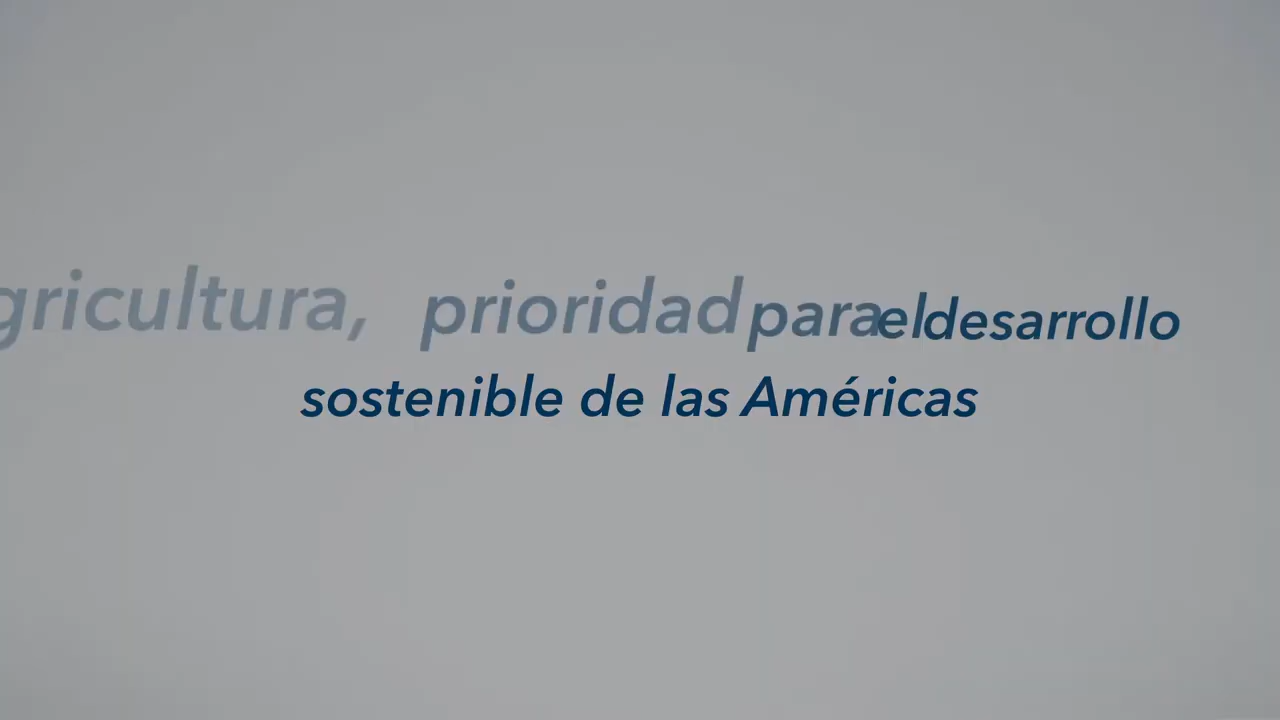 gricultura, prioridad para el desarrollo
sostenible de las Américas